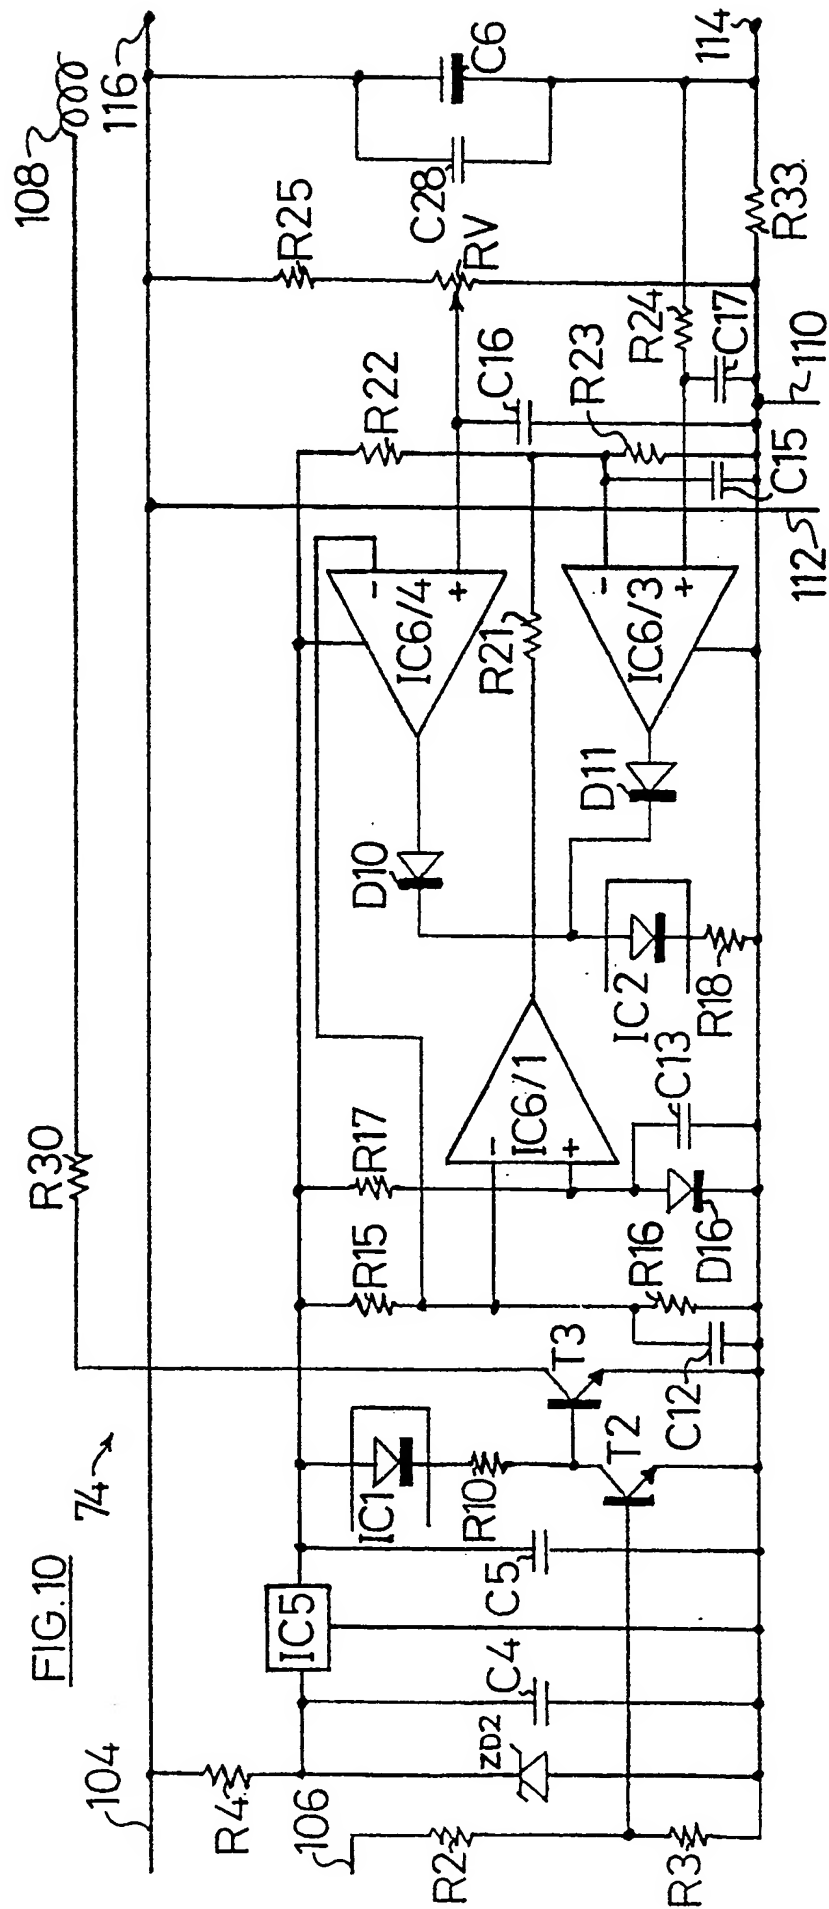 FIG.10
74
104
R4
106
R2
R3
ZD2
C4
IC5
C5
IC1
R10
T2
T3
C12
R15
R16
R17
D16
C13
R30
IC6/1
-
+
IC2
R18
D10
D11
IC6/4
-
+
R21
IC6/3
-
+
112
C15
110
R22
R23
C16
R24
C17
R25
RV
C28
C6
R33
108
116
114